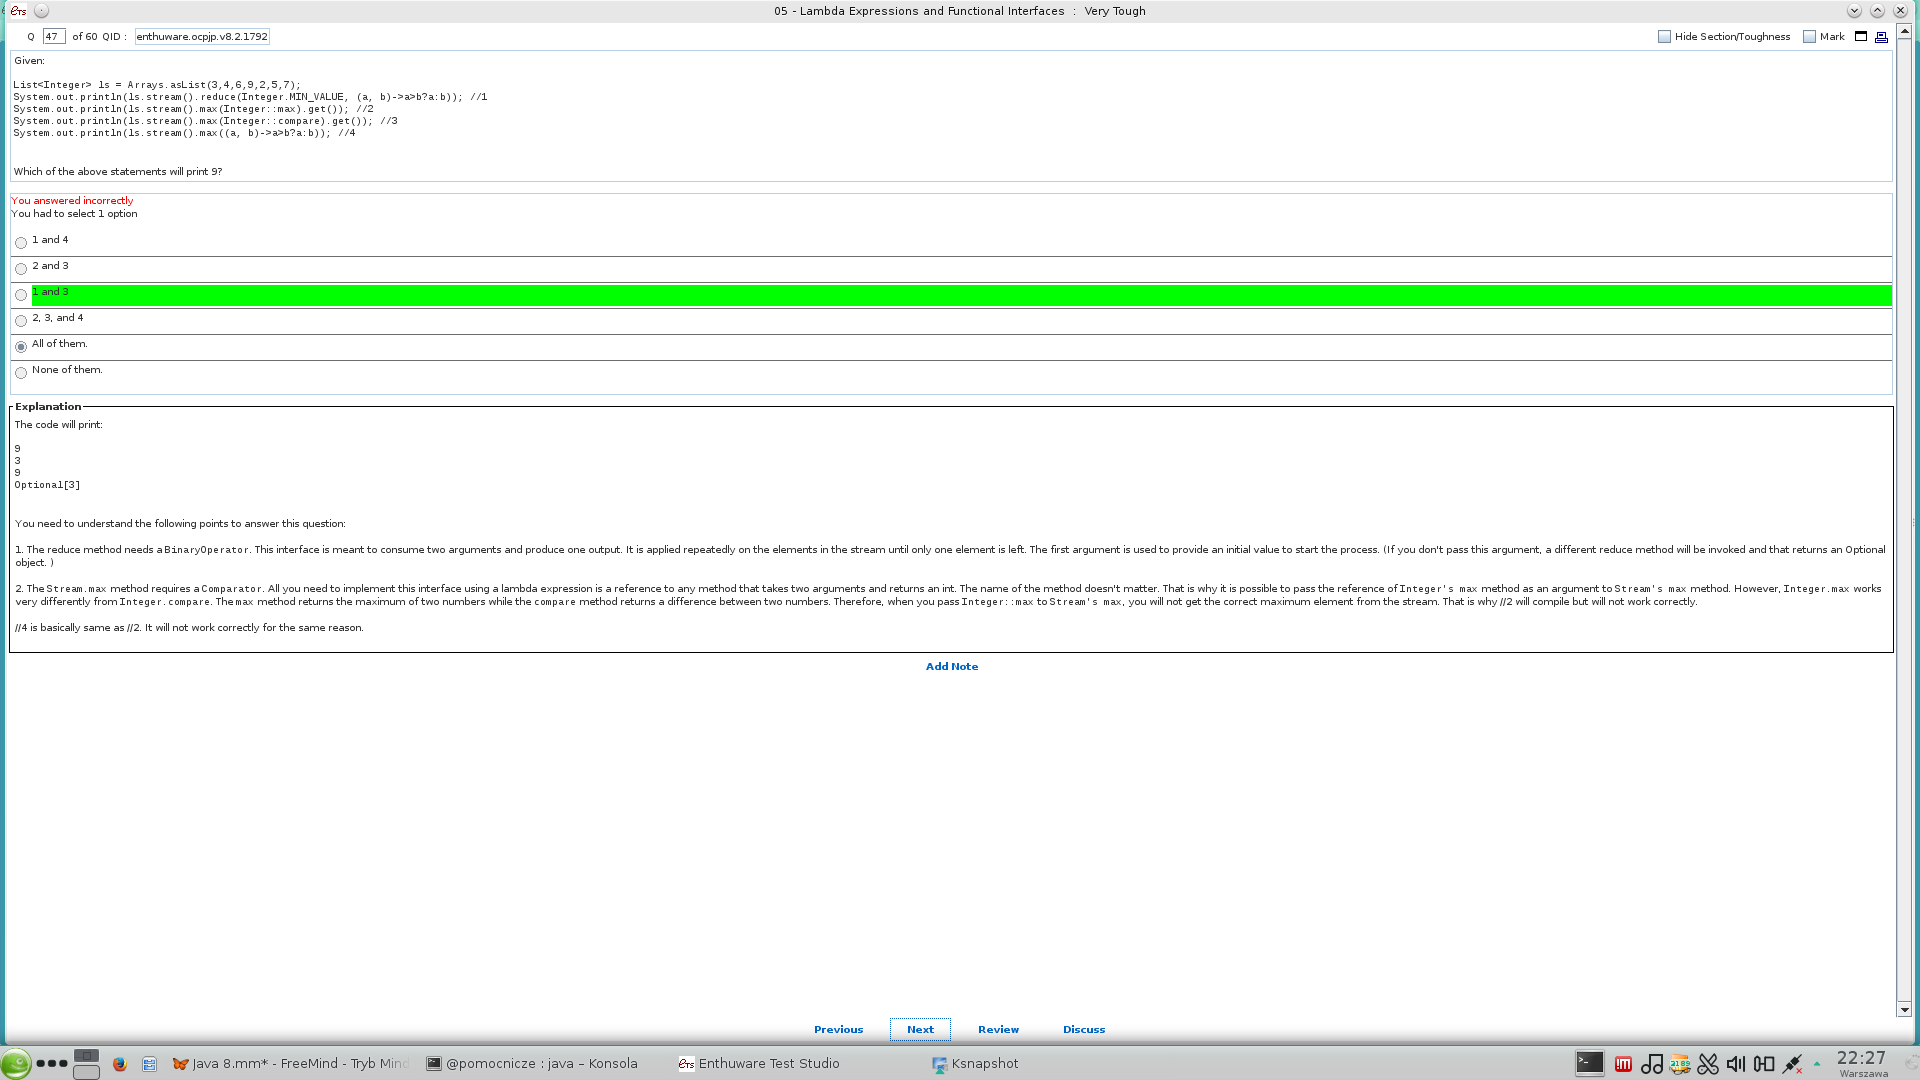 ETS
05 - Lambda Expressions and Functional Interfaces : Very Tough
Q 47 of 60 QID : enthuware.ocpjp.v8.2.1792 Hide Section/Toughness Mark
Given:
List<Integer> ls = Arrays.asList(3,4,6,9,2,5,7);
System.out.println(ls.stream().reduce(Integer.MIN_VALUE, (a, b)->a>b?a:b)); //1
System.out.println(ls.stream().max(Integer::max).get()); //2
System.out.println(ls.stream().max(Integer::compare).get()); //3
System.out.println(ls.stream().max((a, b)->a>b?a:b)); //4
Which of the above statements will print 9?
You answered incorrectly
You had to select 1 option
1 and 4
2 and 3
1 and 3
2, 3, and 4
All of them.
None of them.
Explanation
The code will print:
9
3
9
Optional[3]
You need to understand the following points to answer this question:
1. The reduce method needs a BinaryOperator. This interface is meant to consume two arguments and produce one output. It is applied repeatedly on the elements in the stream until only one element is left. The first argument is used to provide an initial value to start the process. (If you don't pass this argument, a different reduce method will be invoked and that returns an Optional
object. )
2. The Stream.max method requires a Comparator. All you need to implement this interface using a lambda expression is a reference to any method that takes two arguments and returns an int. The name of the method doesn't matter. That is why it is possible to pass the reference of Integer's max method as an argument to Stream's max method. However, Integer.max works
very differently from Integer.compare. The max method returns the maximum of two numbers while the compare method returns a difference between two numbers. Therefore, when you pass Integer::max to Stream's max, you will not get the correct maximum element from the stream. That is why //2 will compile but will not work correctly.
//4 is basically same as //2. It will not work correctly for the same reason.
Add Note
Previous Next Review Discuss
Java 8.mm* - FreeMind - Tryb Mind @pomocnicze : java – Konsola ETS Enthuware Test Studio Ksnapshot 22:27
Warszawa